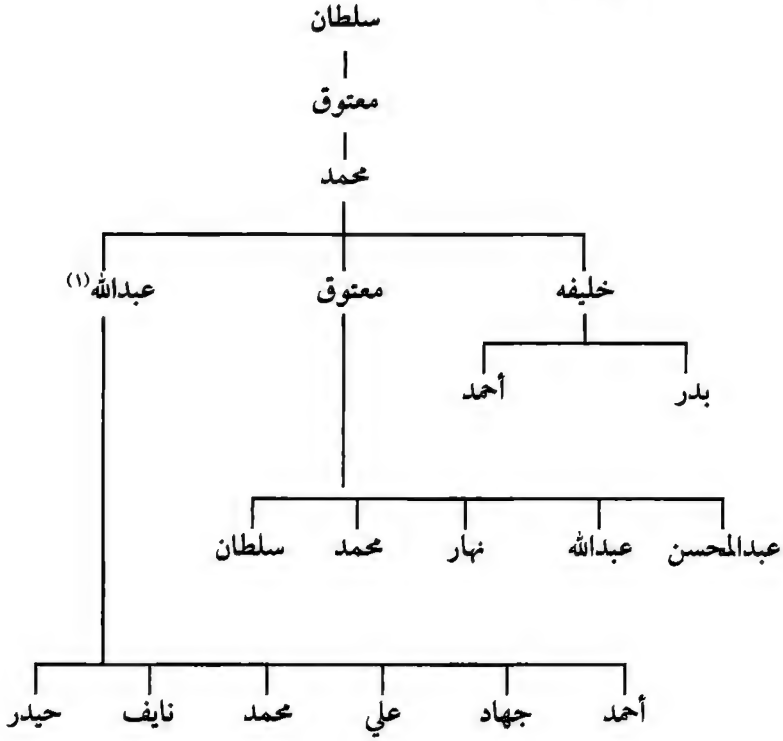 سلطان
معتوق
محمد
خليفه معتوق عبدالله(١)
بدر أحمد
عبدالمحسن عبدالله نهار محمد سلطان
أحمد جهاد علي محمد نايف حيدر